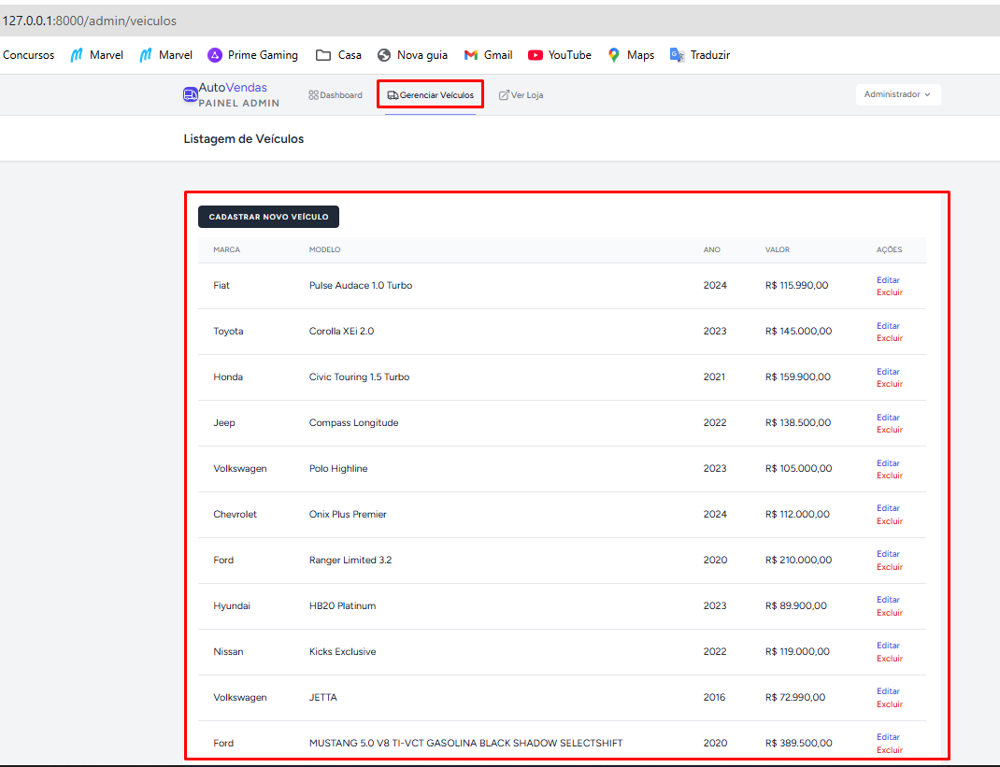 127.0.0.1:8000/admin/veiculos
Concursos Marvel Marvel Prime Gaming Casa Nova guia Gmail YouTube Maps Traduzir
AutoVendas
PAINEL ADMIN
Dashboard Gerenciar Veículos Ver Loja Administrador
Listagem de Veículos
CADASTRAR NOVO VEÍCULO
MARCA MODELO ANO VALOR AÇÕES
Fiat Pulse Audace 1.0 Turbo 2024 R$ 115.990,00 Editar
Excluir
Toyota Corolla XEi 2.0 2023 R$ 145.000,00 Editar
Excluir
Honda Civic Touring 1.5 Turbo 2021 R$ 159.900,00 Editar
Excluir
Jeep Compass Longitude 2022 R$ 138.500,00 Editar
Excluir
Volkswagen Polo Highline 2023 R$ 105.000,00 Editar
Excluir
Chevrolet Onix Plus Premier 2024 R$ 112.000,00 Editar
Excluir
Ford Ranger Limited 3.2 2020 R$ 210.000,00 Editar
Excluir
Hyundai HB20 Platinum 2023 R$ 89.900,00 Editar
Excluir
Nissan Kicks Exclusive 2022 R$ 119.000,00 Editar
Excluir
Volkswagen JETTA 2016 R$ 72.990,00 Editar
Excluir
Ford MUSTANG 5.0 V8 TI-VCT GASOLINA BLACK SHADOW SELECTSHIFT 2020 R$ 389.500,00 Editar
Excluir